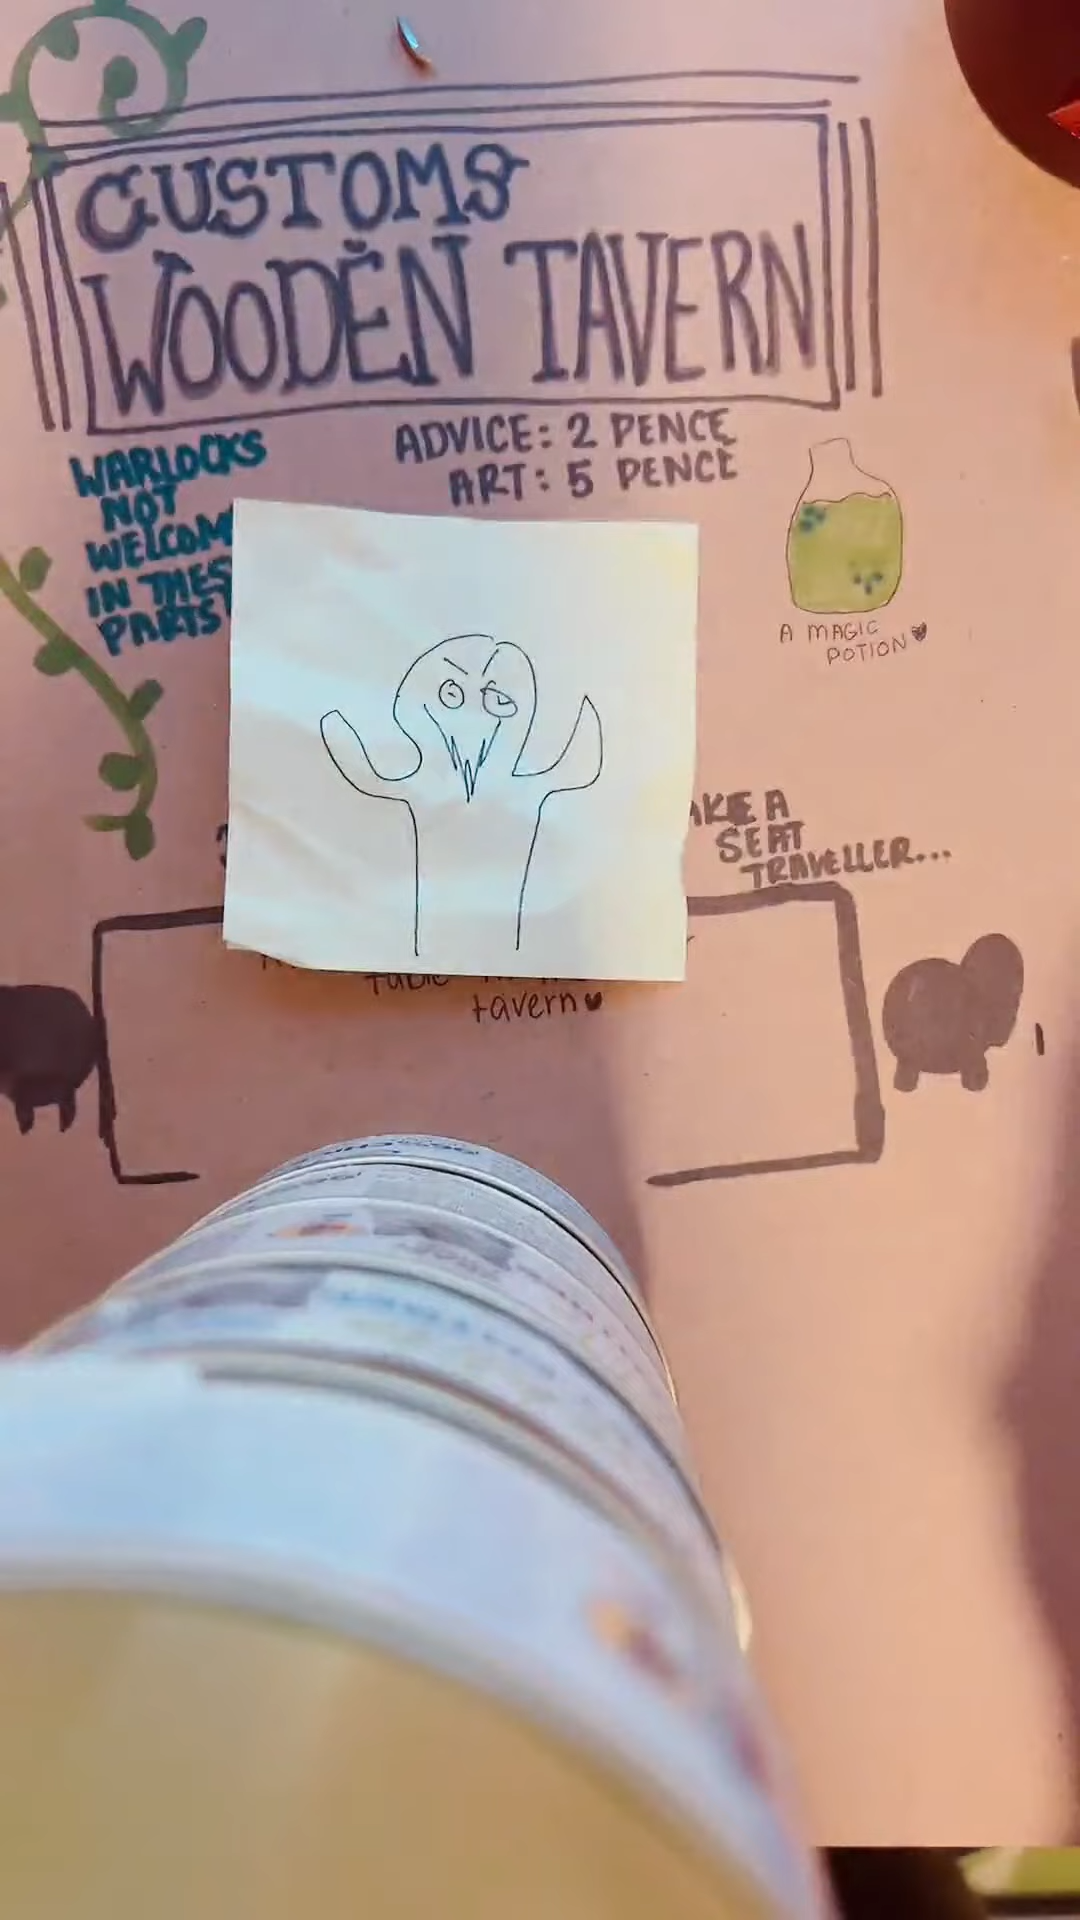 CUSTOMS
WOODEN TAVERN
ADVICE: 2 PENCE
ART: 5 PENCE
WARLOCKS
NOT
WELCOM
IN THES
PARTS
A MAGIC
POTION
AKE A
SEAT
TRAVELLER...
table
tavern